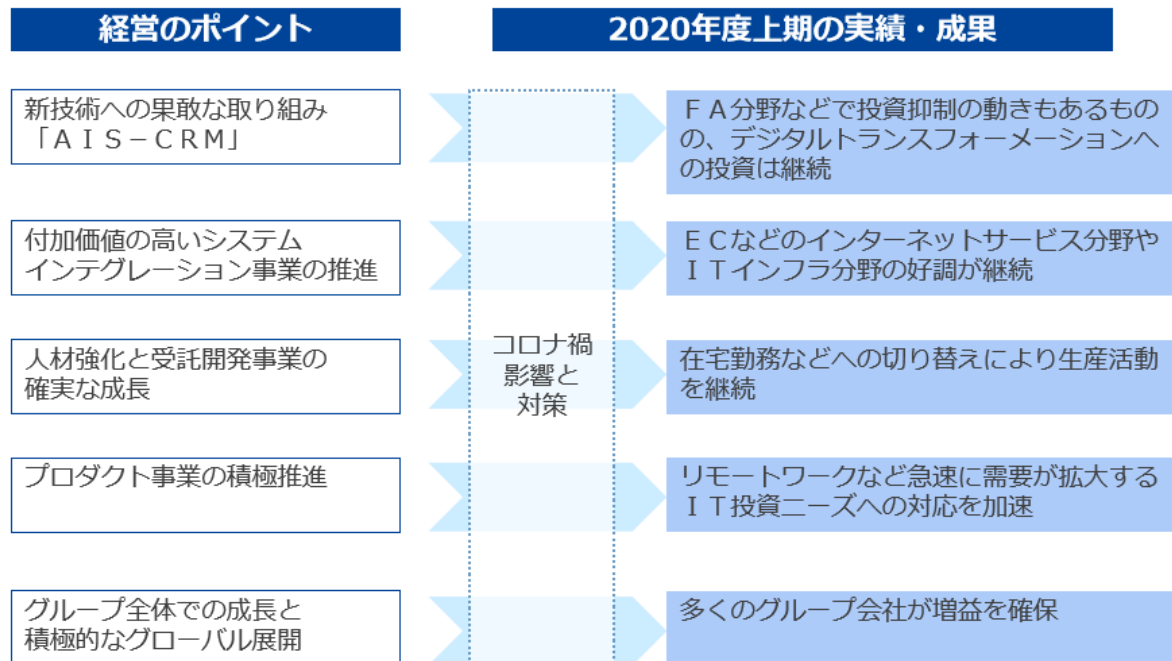 経営のポイント
2020年度上期の実績・成果
新技術への果敢な取り組み
「ＡＩＳ－ＣＲＭ」
ＦＡ分野などで投資抑制の動きもあるもの
の、デジタルトランスフォーメーションへ
の投資は継続
付加価値の高いシステム
インテグレーション事業の推進
ＥＣなどのインターネットサービス分野や
ＩＴインフラ分野の好調が継続
人材強化と受託開発事業の
確実な成長
コロナ禍
影響と
対策
在宅勤務などへの切り替えにより生産活動
を継続
プロダクト事業の積極推進
リモートワークなど急速に需要が拡大する
ＩＴ投資ニーズへの対応を加速
グループ全体での成長と
積極的なグローバル展開
多くのグループ会社が増益を確保